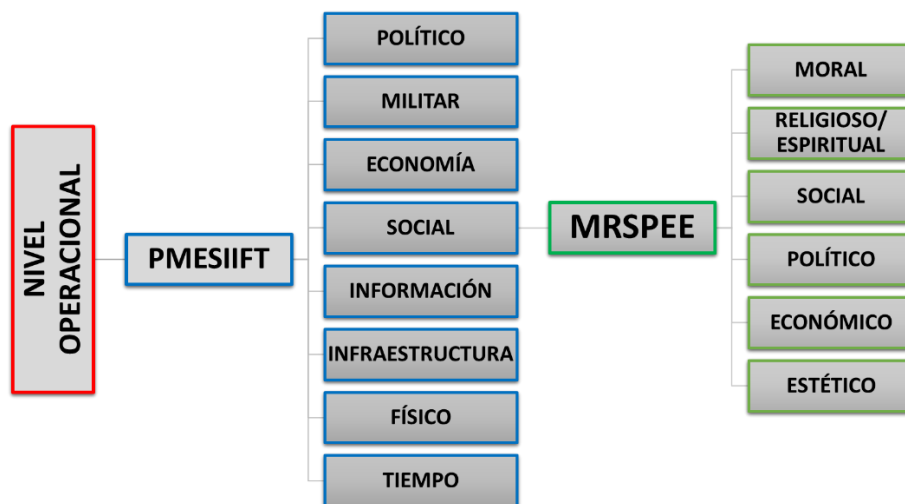 NIVEL
OPERACIONAL
PMESIIFT
POLÍTICO
MILITAR
ECONOMÍA
SOCIAL
INFORMACIÓN
INFRAESTRUCTURA
FÍSICO
TIEMPO
MRSPEE
MORAL
RELIGIOSO/
ESPIRITUAL
SOCIAL
POLÍTICO
ECONÓMICO
ESTÉTICO